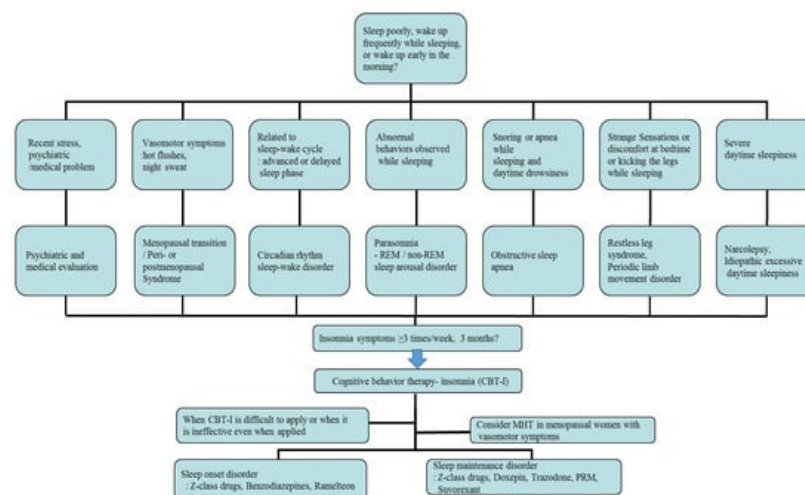 Sleep poorly, wake up
frequently while sleeping,
or wake up early in the
morning?
Recent stress,
psychiatric
/medical problem
Vasomotor symptoms
hot flushes,
night sweat
Related to
sleep-wake cycle
: advanced or delayed
sleep phase
Abnormal
behaviors observed
while sleeping
Snoring or apnea
while
sleeping and
daytime drowsiness
Strange Sensations or
discomfort at bedtime
or kicking the legs
while sleeping
Severe
daytime sleepiness
Psychiatric and
medical evaluation
Menopausal transition
/ Peri- or
postmenopausal
Syndrome
Circadian rhythm
sleep-wake disorder
Parasomnia
- REM / non-REM
sleep arousal disorder
Obstructive sleep
apnea
Restless leg
syndrome,
Periodic limb
movement disorder
Narcolepsy,
Idiopathic excessive
daytime sleepiness
Insomnia symptoms ≥3 times/week, 3 months?
Cognitive behavior therapy- insomnia (CBT-I)
When CBT-I is difficult to apply or when it
is ineffective even when applied
Consider MHT in menopausal women with
vasomotor symptoms
Sleep onset disorder
: Z-class drugs, Benzodiazepines, Ramelteon
Sleep maintenance disorder
: Z-class drugs, Doxepin, Trazodone, PRM,
Suvorexant